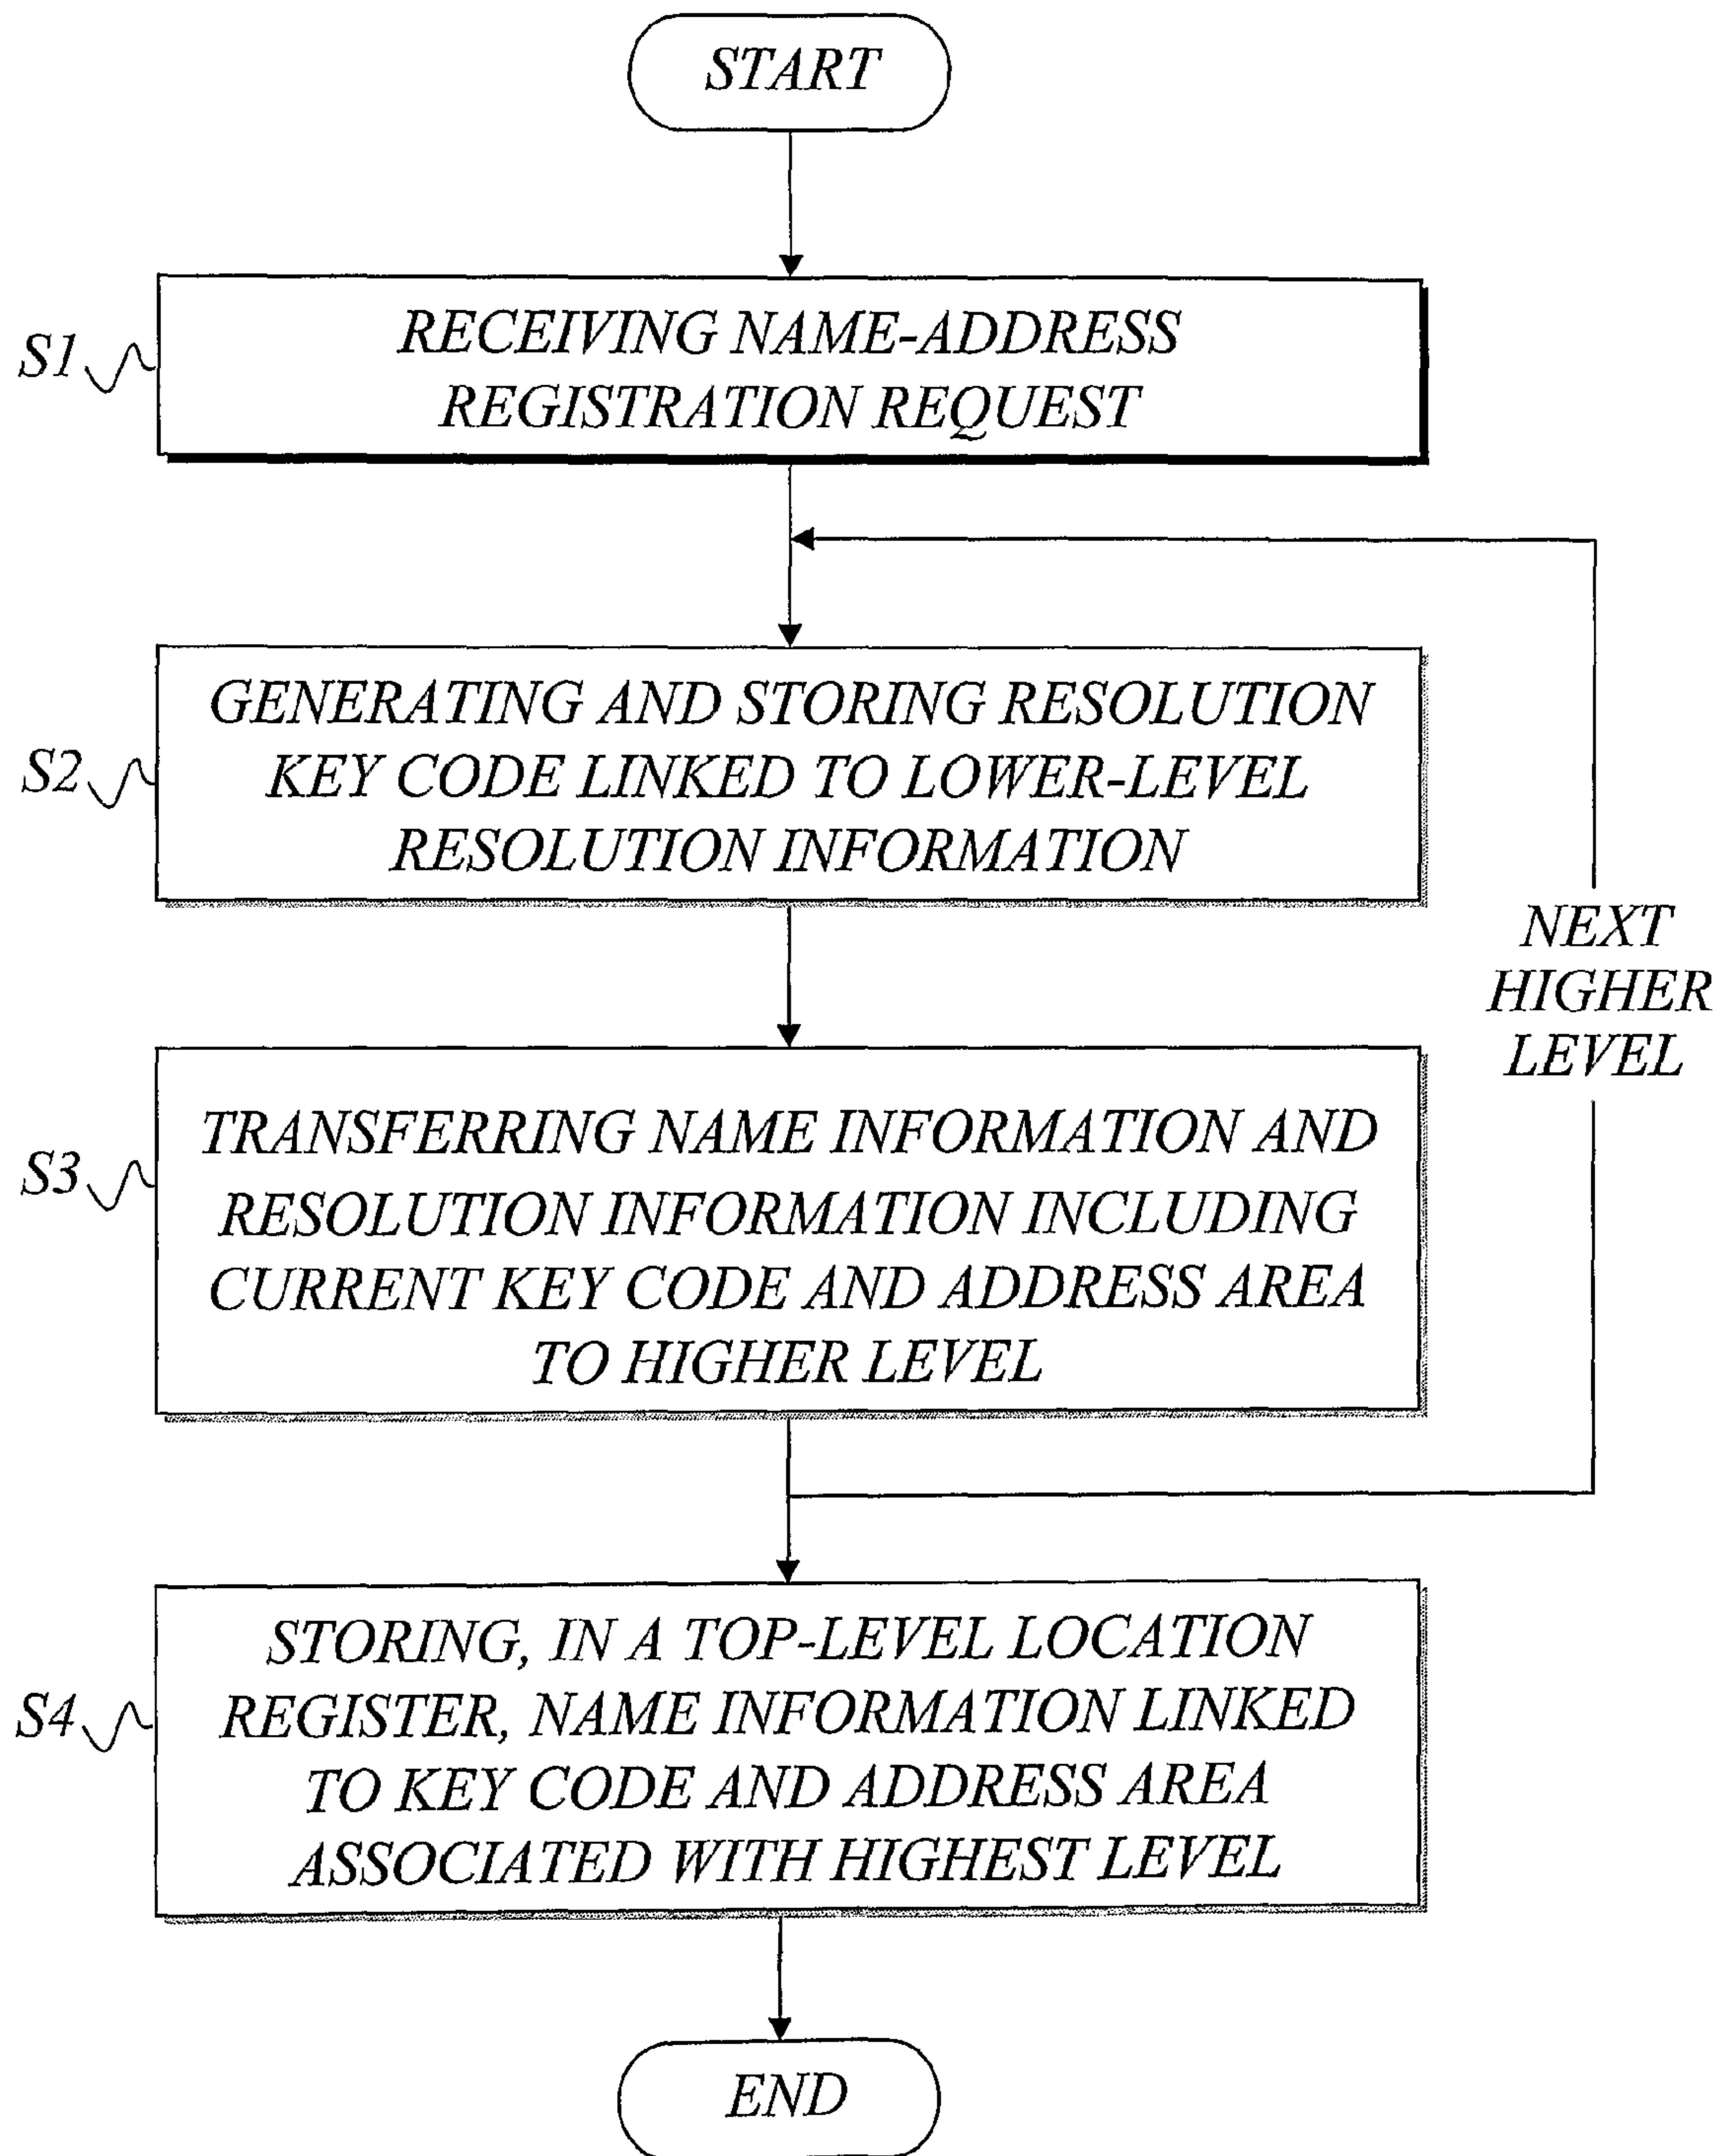 START
S1
RECEIVING NAME-ADDRESS
REGISTRATION REQUEST
S2
GENERATING AND STORING RESOLUTION
KEY CODE LINKED TO LOWER-LEVEL
RESOLUTION INFORMATION
NEXT
HIGHER
LEVEL
S3
TRANSFERRING NAME INFORMATION AND
RESOLUTION INFORMATION INCLUDING
CURRENT KEY CODE AND ADDRESS AREA
TO HIGHER LEVEL
S4
STORING, IN A TOP-LEVEL LOCATION
REGISTER, NAME INFORMATION LINKED
TO KEY CODE AND ADDRESS AREA
ASSOCIATED WITH HIGHEST LEVEL
END